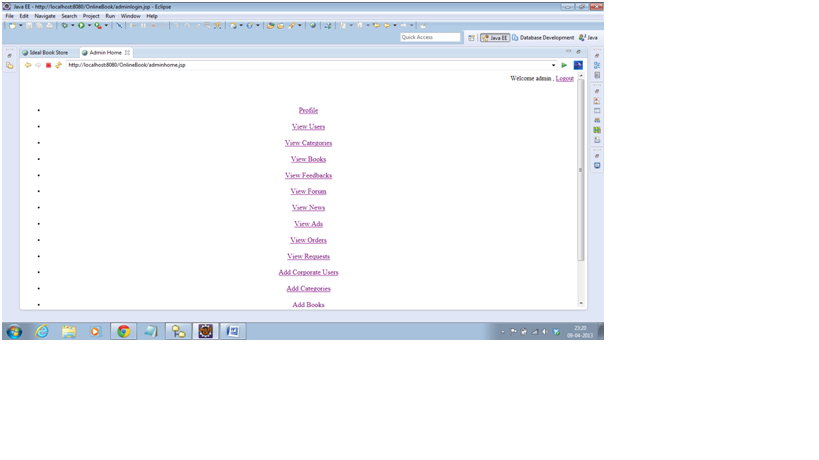 Java EE - http://localhost:8080/OnlineBook/adminlogin.jsp - Eclipse
File Edit Navigate Search Project Run Window Help
Quick Access Java EE Database Development Java
Ideal Book Store Admin Home
http://localhost:8080/OnlineBook/adminhome.jsp
Welcome admin , Logout
• Profile
• View Users
• View Categories
• View Books
• View Feedbacks
• View Forum
• View News
• View Ads
• View Orders
• View Requests
• Add Corporate Users
• Add Categories
• Add Books
23:20
08-04-2013